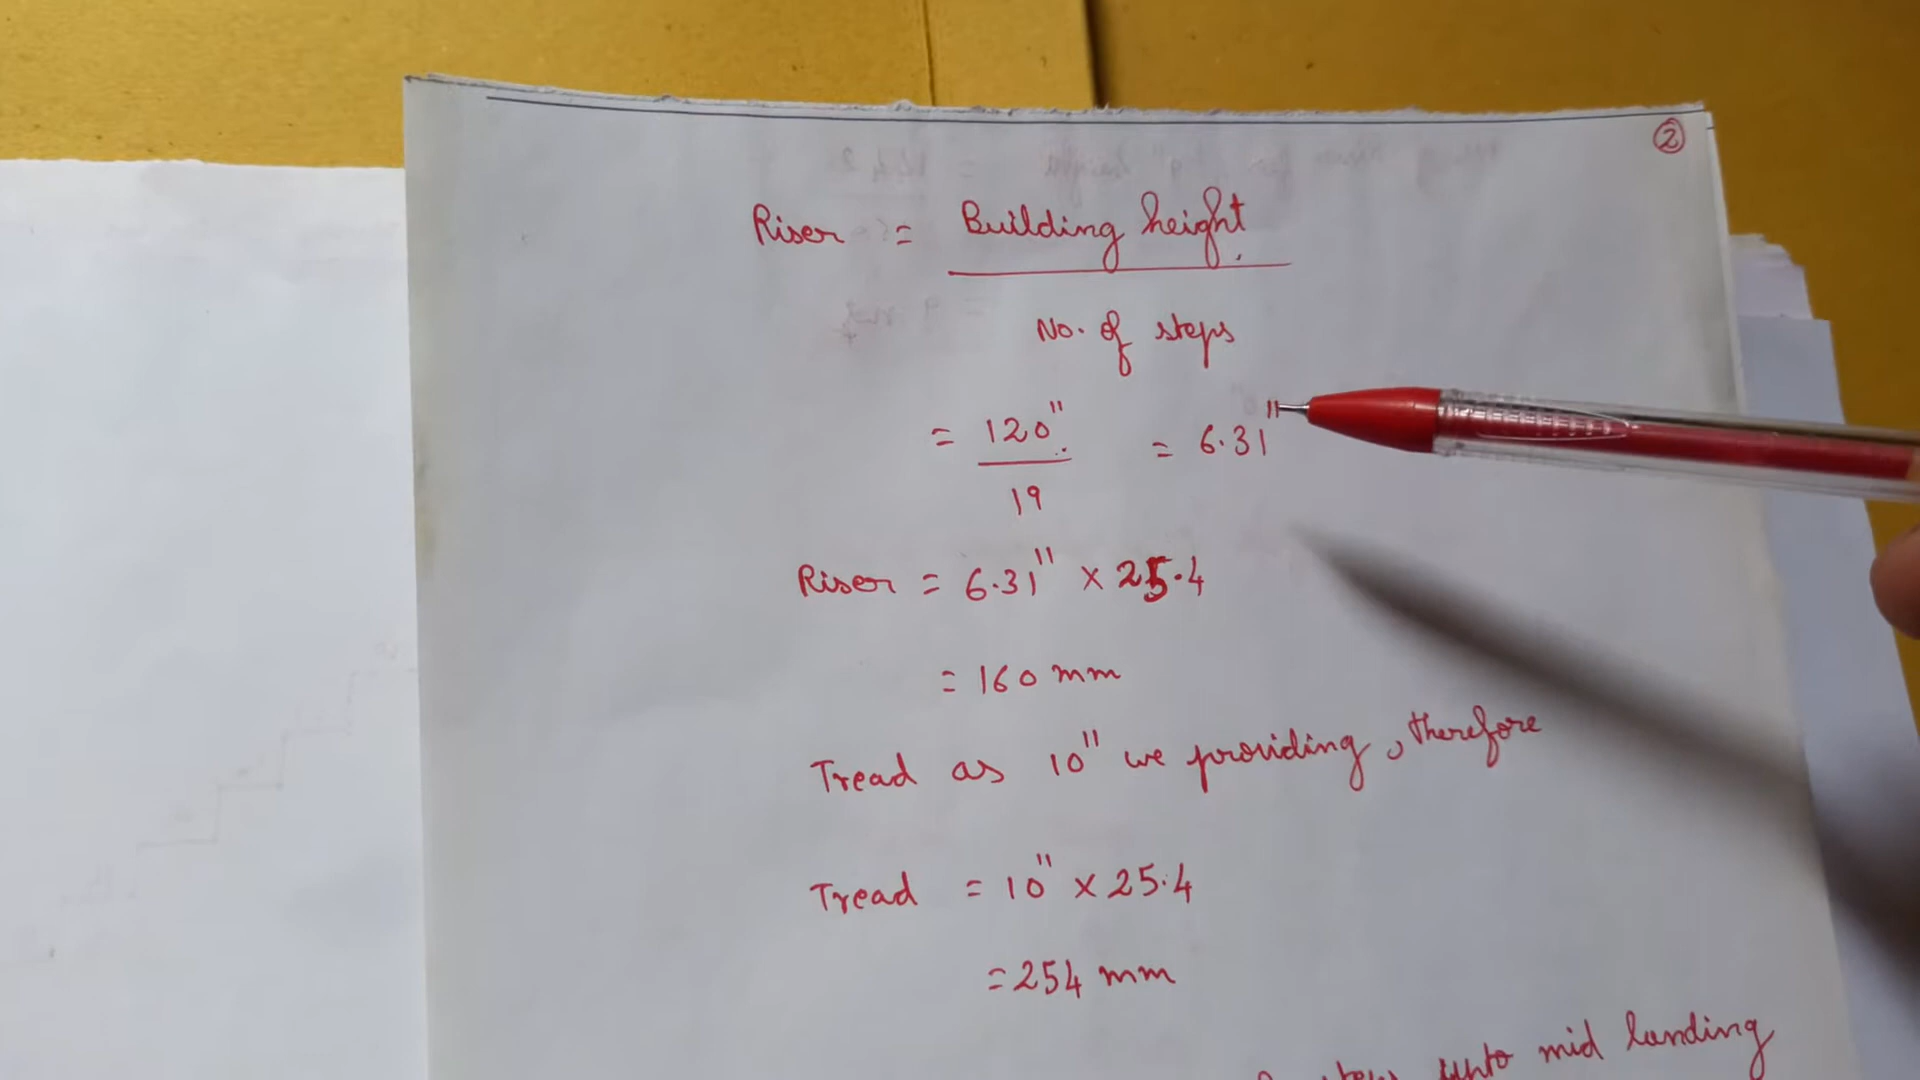 ②
Riser = Building height
No. of steps
= 120" = 6.31"
19
Riser = 6.31" × 25.4
= 160 mm
Tread as 10" we providing, therefore
Tread = 10" × 25.4
= 254 mm
upto mid landing